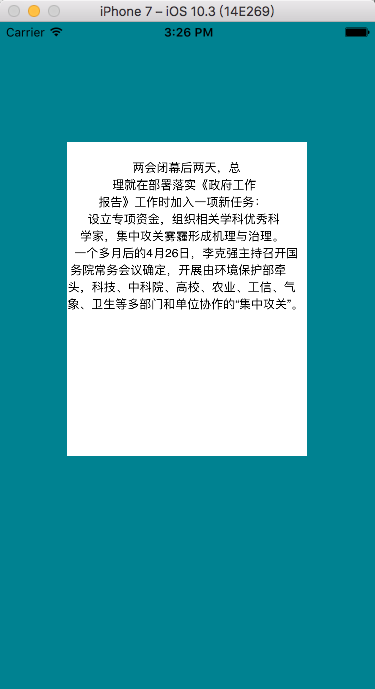 iPhone 7 – iOS 10.3 (14E269)
Carrier 3:26 PM
两会闭幕后两天，总
理就在部署落实《政府工作
报告》工作时加入一项新任务：
设立专项资金，组织相关学科优秀科
学家，集中攻关雾霾形成机理与治理。
一个多月后的4月26日，李克强主持召开国
务院常务会议确定，开展由环境保护部牵
头，科技、中科院、高校、农业、工信、气
象、卫生等多部门和单位协作的“集中攻关”。